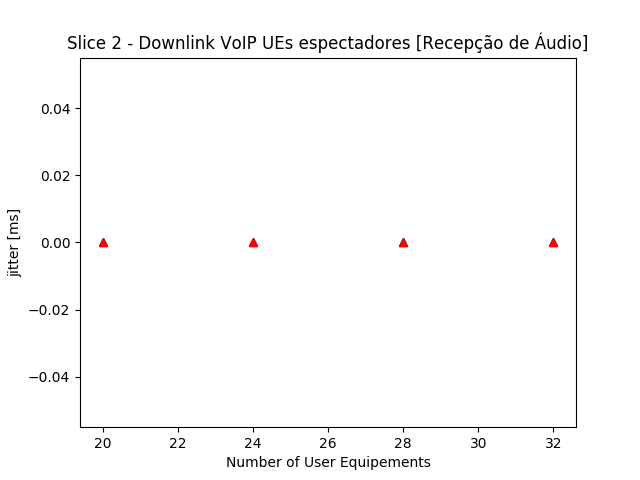 Slice 2 - Downlink VoIP UEs espectadores [Recepção de Áudio]
0.04
0.02
0.00
−0.02
−0.04
jitter [ms]
20 22 24 26 28 30 32
Number of User Equipements